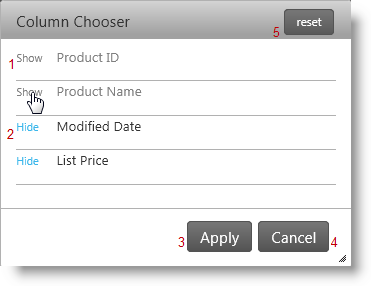 Column Chooser 5 reset
1 Show Product ID
Show Product Name
2 Hide Modified Date
Hide List Price
3 Apply Cancel 4